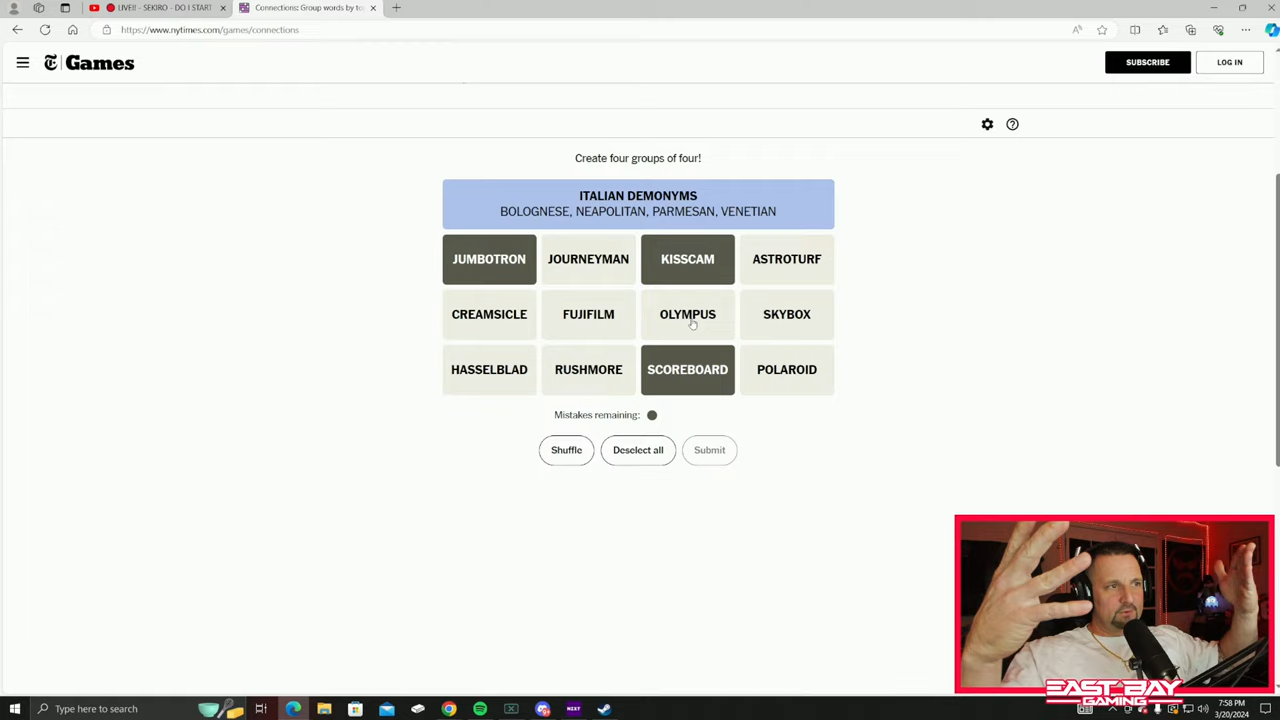 LIVE!! - SEKIRO - DO I START
Connections: Group words by to
https://www.nytimes.com/games/connections
Games
SUBSCRIBE
LOG IN
Create four groups of four!
ITALIAN DEMONYMS
BOLOGNESE, NEAPOLITAN, PARMESAN, VENETIAN
JUMBOTRON JOURNEYMAN KISSCAM ASTROTURF
CREAMSICLE FUJIFILM OLYMPUS SKYBOX
HASSELBLAD RUSHMORE SCOREBOARD POLAROID
Mistakes remaining:
Shuffle Deselect all Submit
EAST BAY
GAMING
Type here to search
NEXT
7:58 PM
3/20/2024